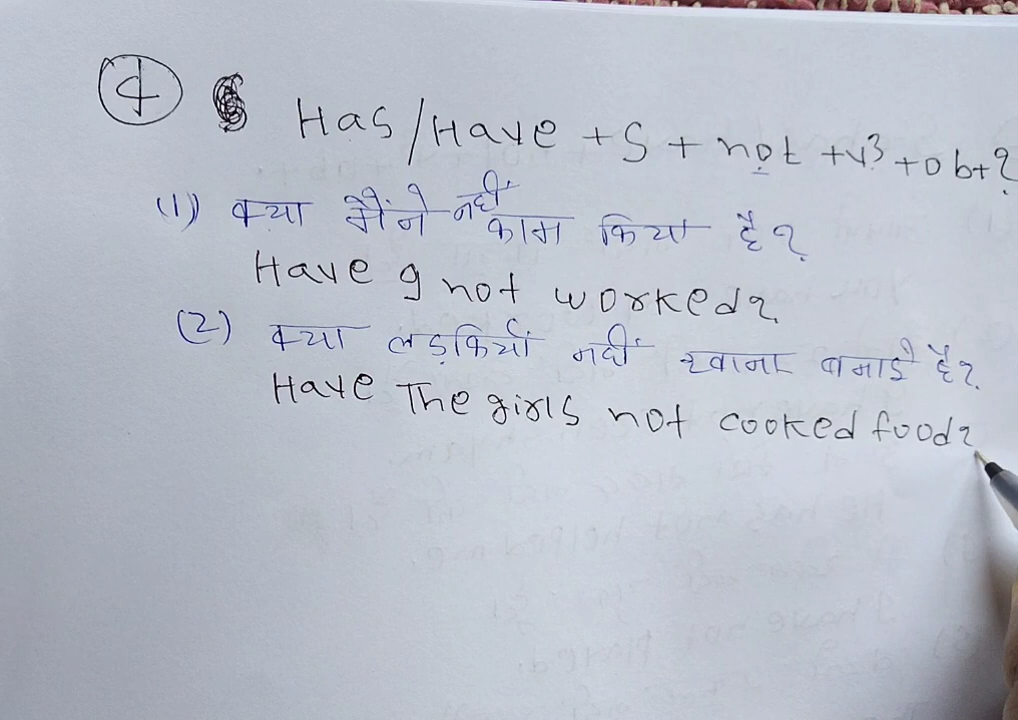 4 Has/Have + S + not + v3 + ob + ?
(1) क्या मैंने नहीं काम किया है?
Have I not worked?
(2) क्या लड़कियाँ नहीं खाना बनाई है?
Have The girls not cooked food?